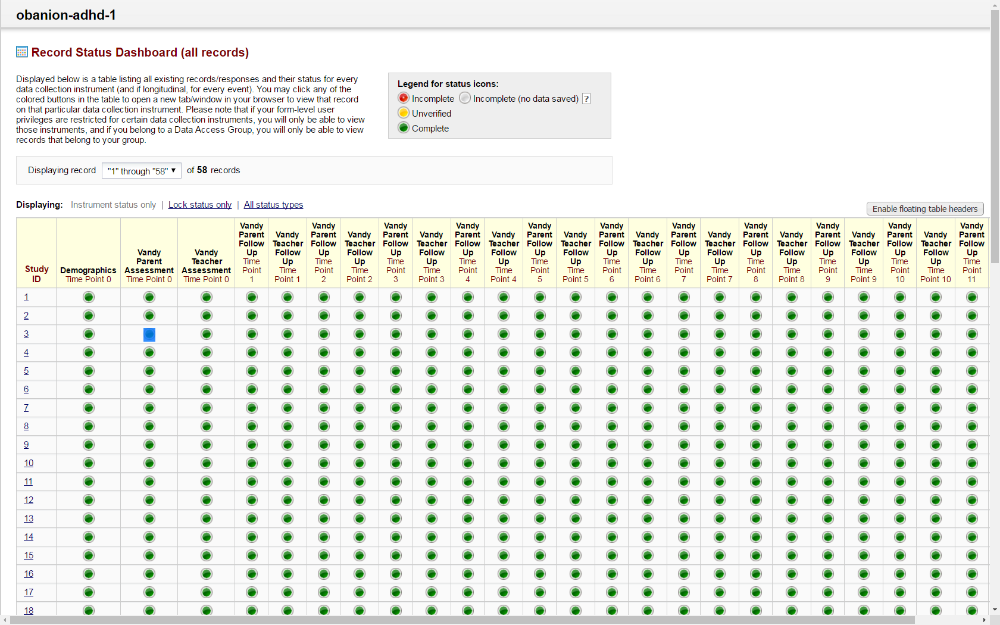 obanion-adhd-1
Record Status Dashboard (all records)
Displayed below is a table listing all existing records/responses and their status for every
data collection instrument (and if longitudinal, for every event). You may click any of the
colored buttons in the table to open a new tab/window in your browser to view that record
on that particular data collection instrument. Please note that if your form-level user
privileges are restricted for certain data collection instruments, you will only be able to view
those instruments, and if you belong to a Data Access Group, you will only be able to view
records that belong to your group.
Legend for status icons:
Incomplete Incomplete (no data saved) ?
Unverified
Complete
Displaying record "1" through "58" ▼ of 58 records
Displaying: Instrument status only | Lock status only | All status types
Enable floating table headers
Study
ID
Demographics
Time Point 0
Vandy
Parent
Assessment
Time Point 0
Vandy
Teacher
Assessment
Time Point 0
Vandy
Parent
Follow
Up
Time
Point
1
Vandy
Teacher
Follow
Up
Time
Point 1
Vandy
Parent
Follow
Up
Time
Point
2
Vandy
Teacher
Follow
Up
Time
Point 2
Vandy
Parent
Follow
Up
Time
Point
3
Vandy
Teacher
Follow
Up
Time
Point 3
Vandy
Parent
Follow
Up
Time
Point
4
Vandy
Teacher
Follow
Up
Time
Point 4
Vandy
Parent
Follow
Up
Time
Point
5
Vandy
Teacher
Follow
Up
Time
Point 5
Vandy
Parent
Follow
Up
Time
Point
6
Vandy
Teacher
Follow
Up
Time
Point 6
Vandy
Parent
Follow
Up
Time
Point
7
Vandy
Teacher
Follow
Up
Time
Point 7
Vandy
Parent
Follow
Up
Time
Point
8
Vandy
Teacher
Follow
Up
Time
Point 8
Vandy
Parent
Follow
Up
Time
Point
9
Vandy
Teacher
Follow
Up
Time
Point 9
Vandy
Parent
Follow
Up
Time
Point
10
Vandy
Teacher
Follow
Up
Time
Point 10
Vandy
Parent
Follow
Up
Time
Point
11
1
2
3
4
5
6
7
8
9
10
11
12
13
14
15
16
17
18